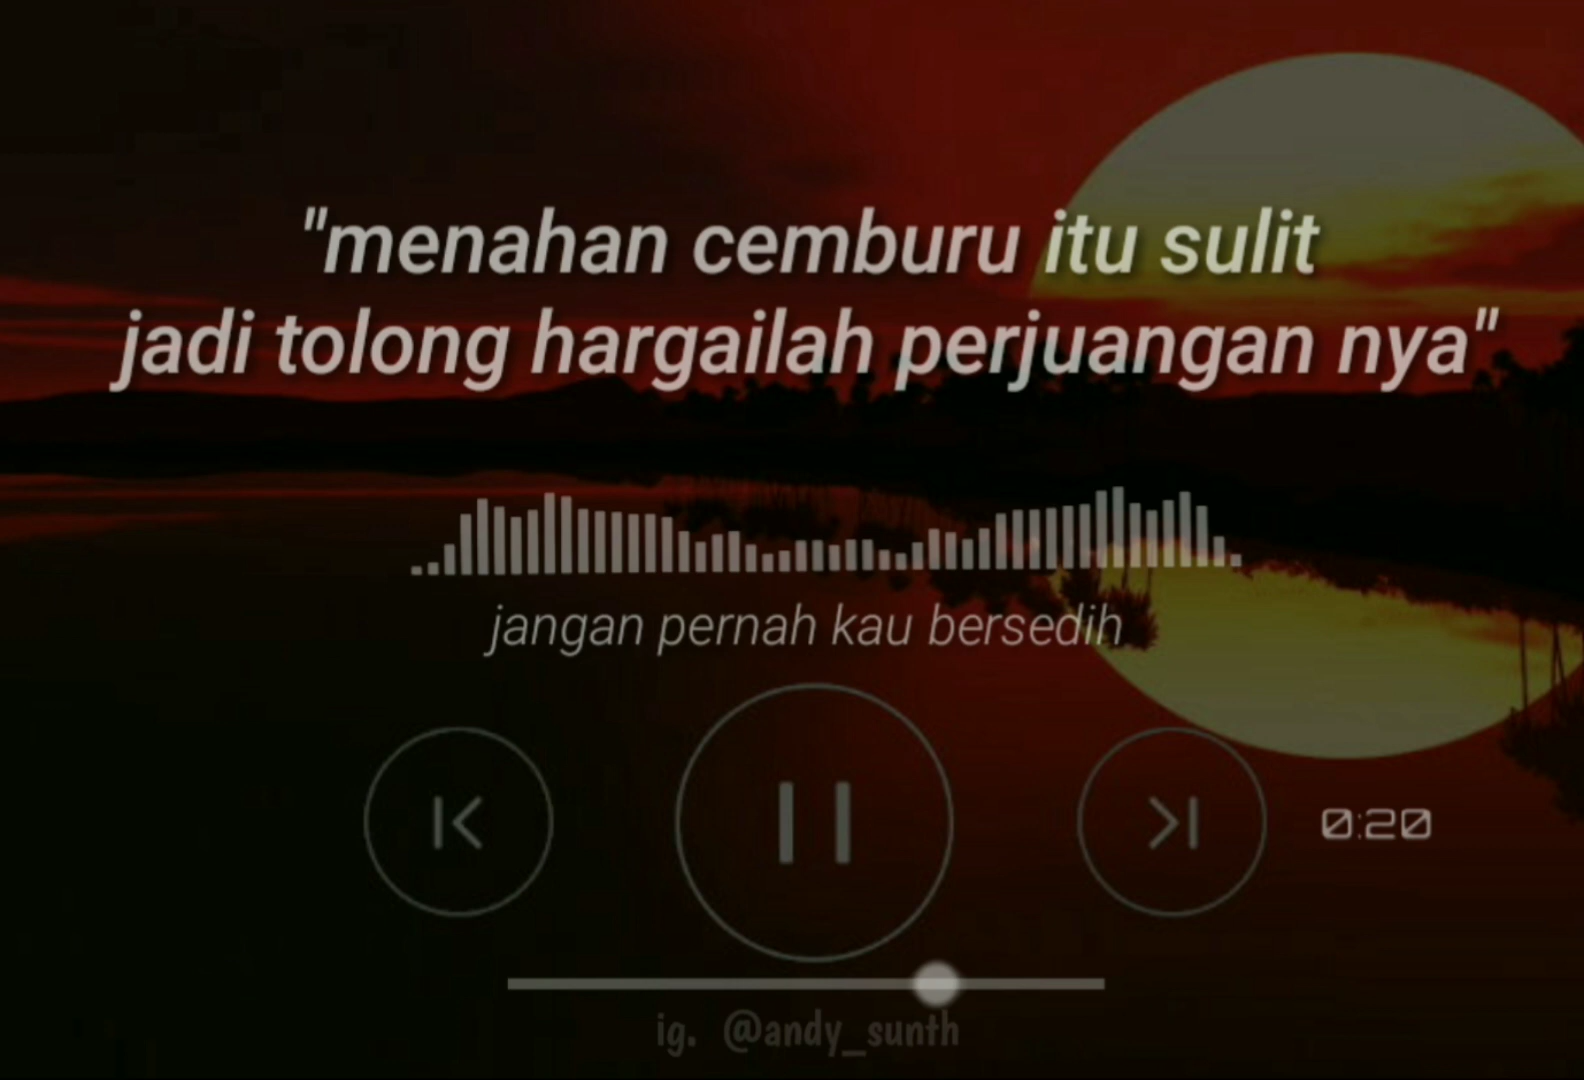 "menahan cemburu itu sulit
jadi tolong hargailah perjuangan nya"
jangan pernah kau bersedih
0:20
ig. @andy_sunth